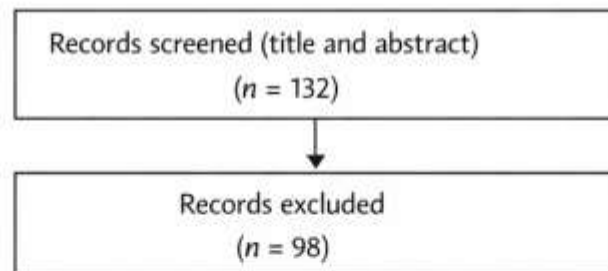 Records screened (title and abstract)
(n = 132)
Records excluded
(n = 98)